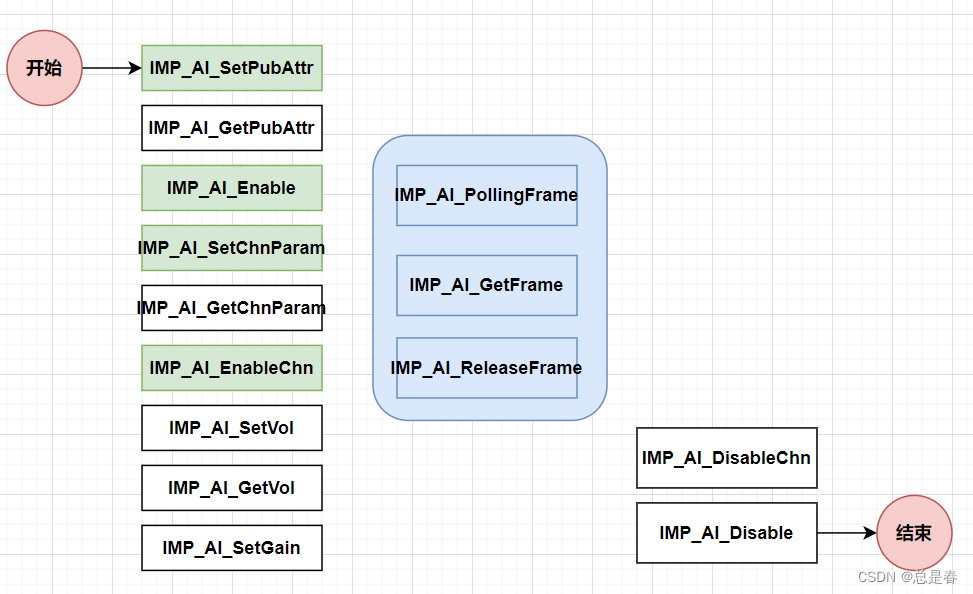 开始
IMP_AI_SetPubAttr
IMP_AI_GetPubAttr
IMP_AI_Enable
IMP_AI_SetChnParam
IMP_AI_GetChnParam
IMP_AI_EnableChn
IMP_AI_SetVol
IMP_AI_GetVol
IMP_AI_SetGain
IMP_AI_PollingFrame
IMP_AI_GetFrame
IMP_AI_ReleaseFrame
IMP_AI_DisableChn
IMP_AI_Disable
结束
CSDN @总是春